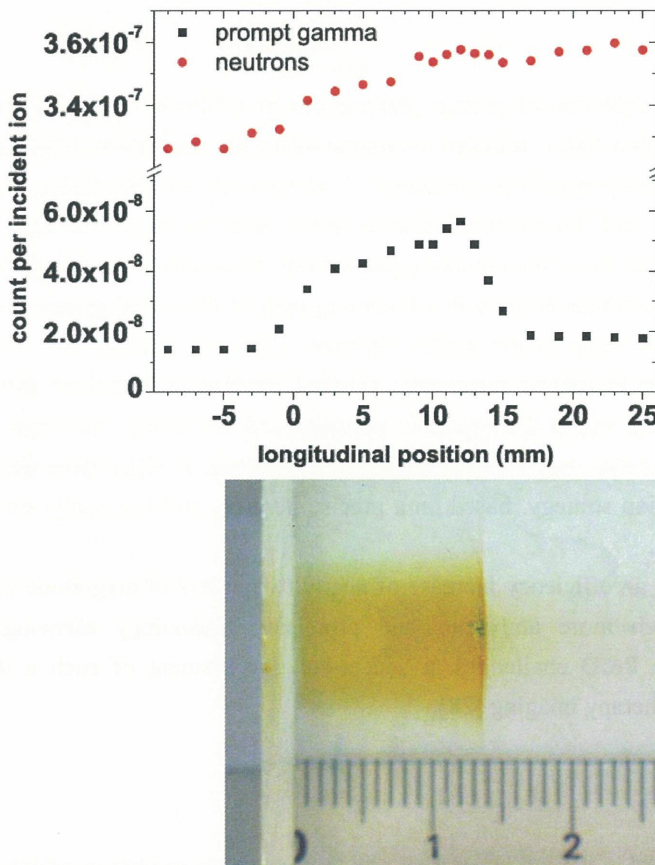 3.6x10⁻⁷
prompt gamma
neutrons
3.4x10⁻⁷
count per incident ion
6.0x10⁻⁸
4.0x10⁻⁸
2.0x10⁻⁸
0
-5 0 5 10 15 20 25
longitudinal position (mm)
0 1 2